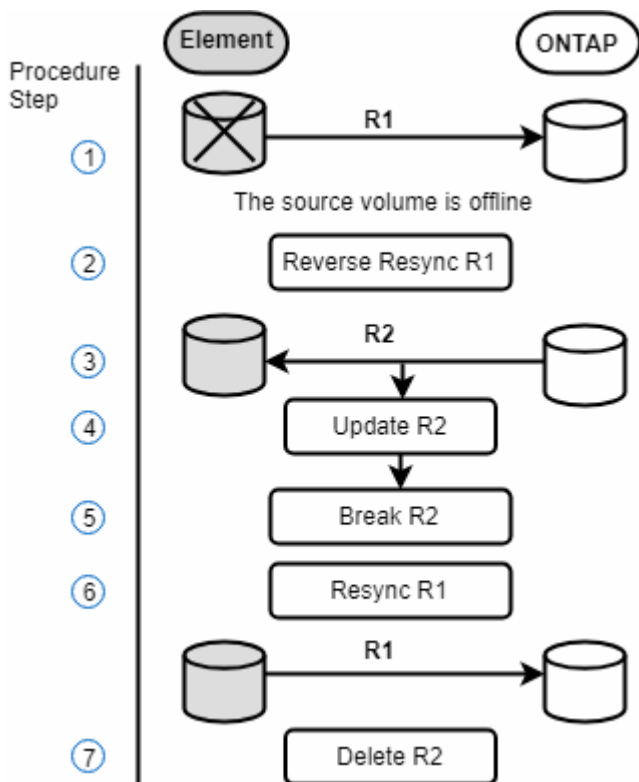 Element
ONTAP
Procedure
Step
R1
1
The source volume is offline
2
Reverse Resync R1
R2
3
4
Update R2
5
Break R2
6
Resync R1
R1
7
Delete R2